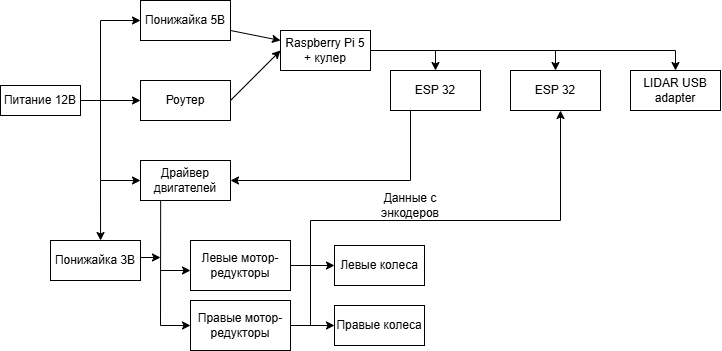 Понижайка 5В
Raspberry Pi 5
+ кулер
Питание 12В
Роутер
ESP 32
ESP 32
LIDAR USB
adapter
Драйвер
двигателей
Данные с
энкодеров
Понижайка 3В
Левые мотор-
редукторы
Левые колеса
Правые мотор-
редукторы
Правые колеса